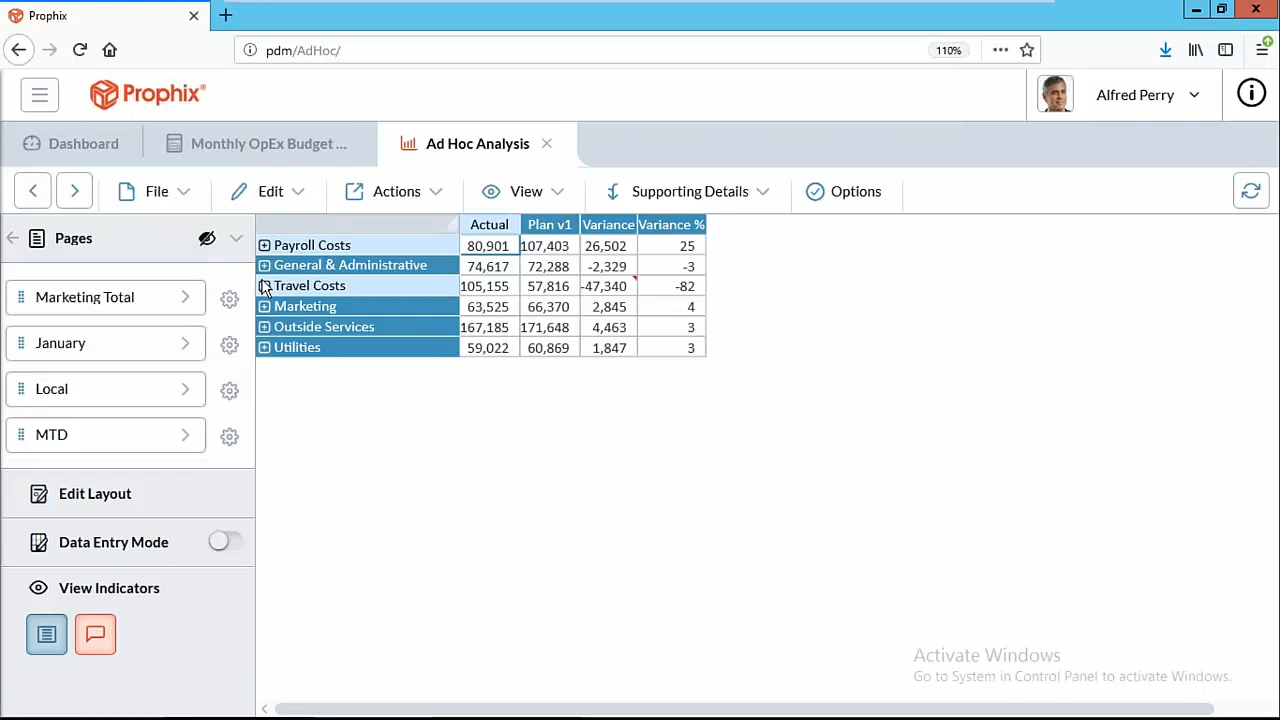 Prophix
pdm/AdHoc/
110%
Prophix®
Alfred Perry
Dashboard
Monthly OpEx Budget ...
Ad Hoc Analysis
File
Edit
Actions
View
Supporting Details
Options
Pages
Marketing Total
January
Local
MTD
Edit Layout
Data Entry Mode
View Indicators
Actual Plan v1 Variance Variance %
Payroll Costs 80,901 107,403 26,502 25
General & Administrative 74,617 72,288 -2,329 -3
Travel Costs 105,155 57,816 -47,340 -82
Marketing 63,525 66,370 2,845 4
Outside Services 167,185 171,648 4,463 3
Utilities 59,022 60,869 1,847 3
Activate Windows
Go to System in Control Panel to activate Windows.